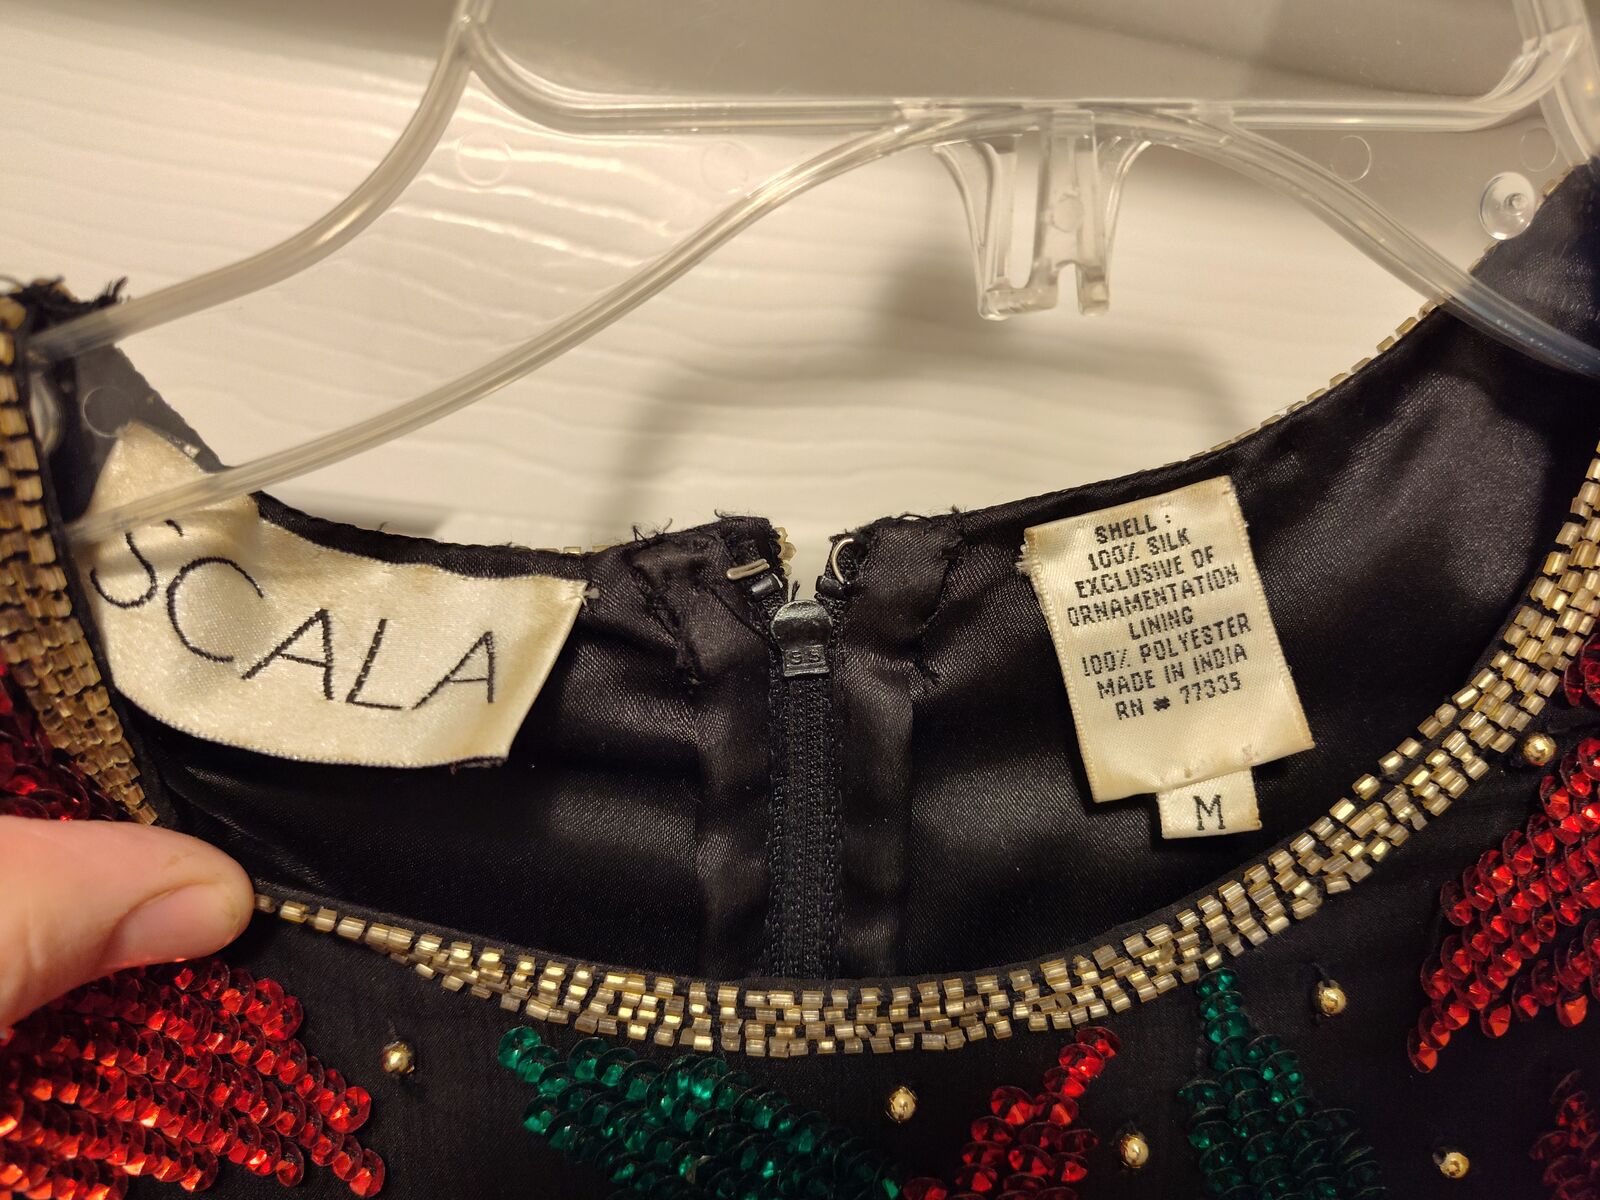 SCALA
SHELL :
100% SILK
EXCLUSIVE OF
ORNAMENTATION
LINING
100% POLYESTER
MADE IN INDIA
RN # 77335
M